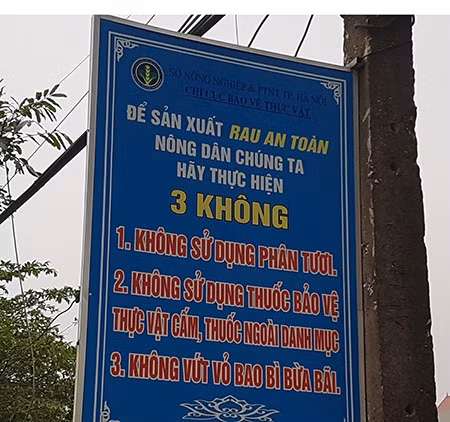 SỞ NÔNG NGHIỆP & PTNT TP. HÀ NỘI
CHI CỤC BẢO VỆ THỰC VẬT
ĐỂ SẢN XUẤT RAU AN TOÀN
NÔNG DÂN CHÚNG TA
HÃY THỰC HIỆN
3 KHÔNG
1. KHÔNG SỬ DỤNG PHÂN TƯƠI.
2. KHÔNG SỬ DỤNG THUỐC BẢO VỆ
THỰC VẬT CẤM, THUỐC NGOÀI DANH MỤC
3. KHÔNG VỨT VỎ BAO BÌ BỪA BÃI.